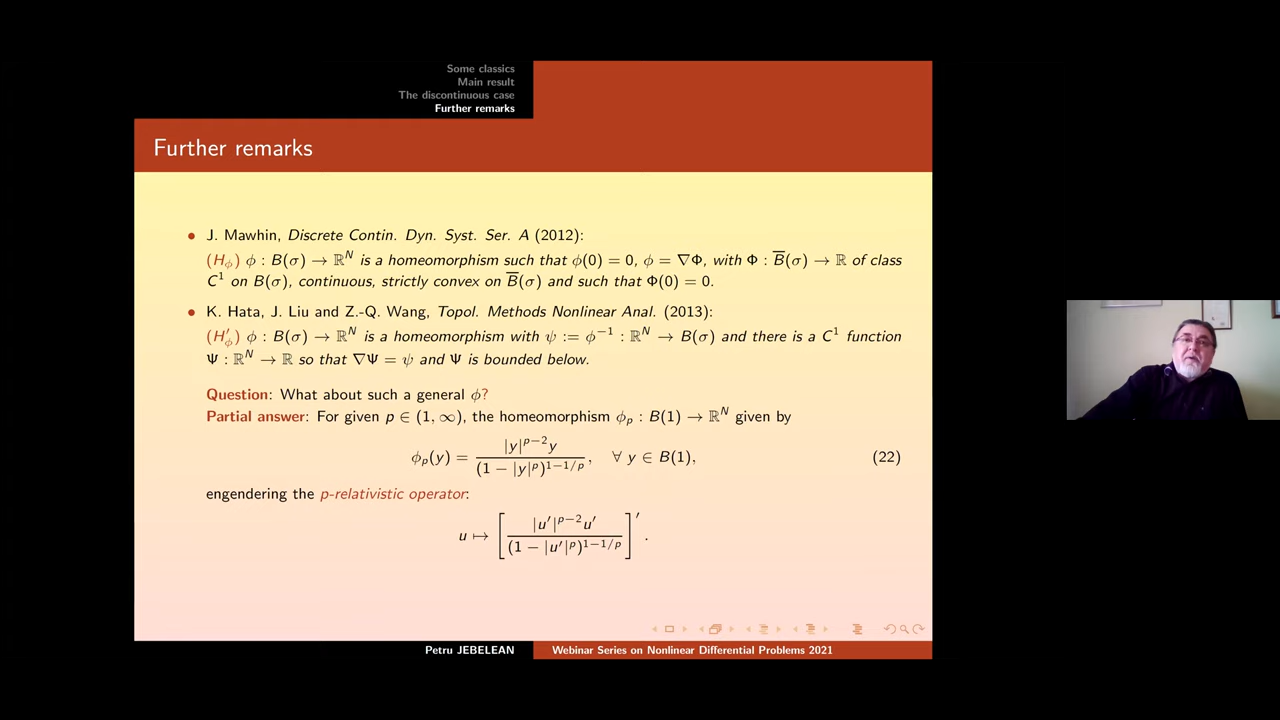 Some classics
Main result
The discontinuous case
Further remarks
Further remarks
• J. Mawhin, Discrete Contin. Dyn. Syst. Ser. A (2012):
(H_ϕ) ϕ : B(σ) → ℝ^N is a homeomorphism such that ϕ(0) = 0, ϕ = ∇Φ, with Φ : B̅(σ) → ℝ of class
C^1 on B(σ), continuous, strictly convex on B̅(σ) and such that Φ(0) = 0.
• K. Hata, J. Liu and Z.-Q. Wang, Topol. Methods Nonlinear Anal. (2013):
(H'_ϕ) ϕ : B(σ) → ℝ^N is a homeomorphism with ψ := ϕ^{-1} : ℝ^N → B(σ) and there is a C^1 function
Ψ : ℝ^N → ℝ so that ∇Ψ = ψ and Ψ is bounded below.
Question: What about such a general ϕ?
Partial answer: For given p ∈ (1, ∞), the homeomorphism ϕ_p : B(1) → ℝ^N given by
ϕ_p(y) = |y|^{p−2}y / (1 − |y|^p)^{1−1/p}, ∀ y ∈ B(1), (22)
engendering the p-relativistic operator:
u ↦ [ |u'|^{p−2}u' / (1 − |u'|^p)^{1−1/p} ]' .
Petru JEBELEAN Webinar Series on Nonlinear Differential Problems 2021